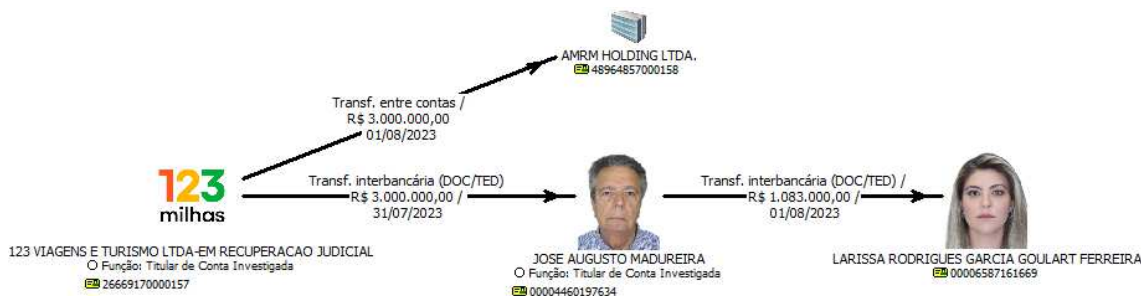 AMRM HOLDING LTDA.
48964857000158
Transf. entre contas /
R$ 3.000.000,00
01/08/2023
123
milhas
Transf. interbancária (DOC/TED)
R$ 3.000.000,00 /
31/07/2023
Transf. interbancária (DOC/TED) /
R$ 1.083.000,00 /
01/08/2023
123 VIAGENS E TURISMO LTDA-EM RECUPERACAO JUDICIAL
Função: Titular de Conta Investigada
26669170000157
JOSE AUGUSTO MADUREIRA
Função: Titular de Conta Investigada
00004460197634
LARISSA RODRIGUES GARCIA GOULART FERREIRA
00006587161669